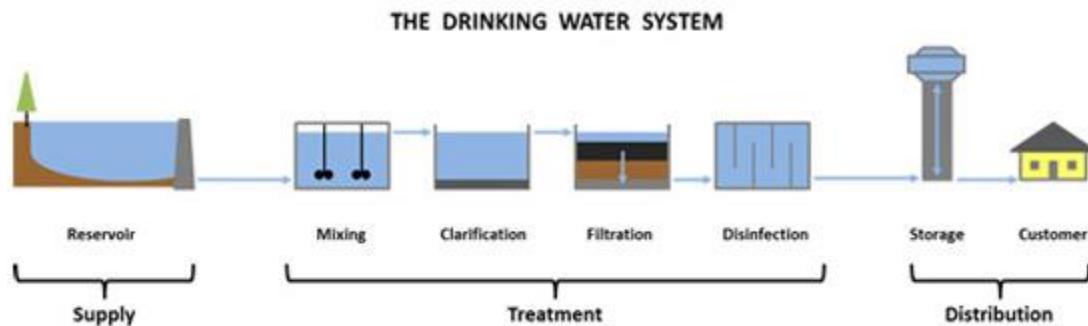 THE DRINKING WATER SYSTEM
Reservoir
Mixing
Clarification
Filtration
Disinfection
Storage
Customer
Supply
Treatment
Distribution